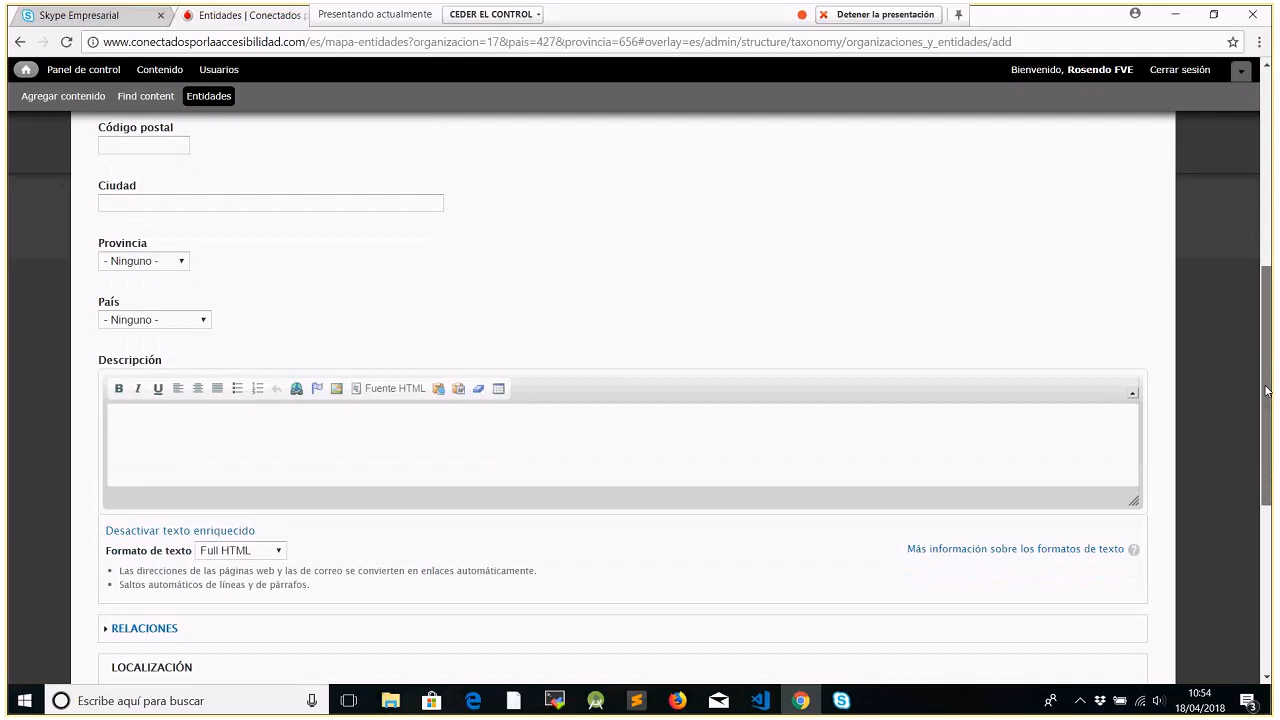 Skype Empresarial
Entidades | Conectados p
Presentando actualmente
CEDER EL CONTROL
Detener la presentación
www.conectadosporlaaccesibilidad.com/es/mapa-entidades?organizacion=17&pais=427&provincia=656#overlay=es/admin/structure/taxonomy/organizaciones_y_entidades/add
Panel de control
Contenido
Usuarios
Bienvenido, Rosendo FVE
Cerrar sesión
Agregar contenido
Find content
Entidades
Código postal
Ciudad
Provincia
- Ninguno -
País
- Ninguno -
Descripción
B I U Fuente HTML
Desactivar texto enriquecido
Formato de texto Full HTML
Más información sobre los formatos de texto ?
Las direcciones de las páginas web y las de correo se convierten en enlaces automáticamente.
Saltos automáticos de líneas y de párrafos.
RELACIONES
LOCALIZACIÓN
Escribe aquí para buscar
10:54
18/04/2018
3